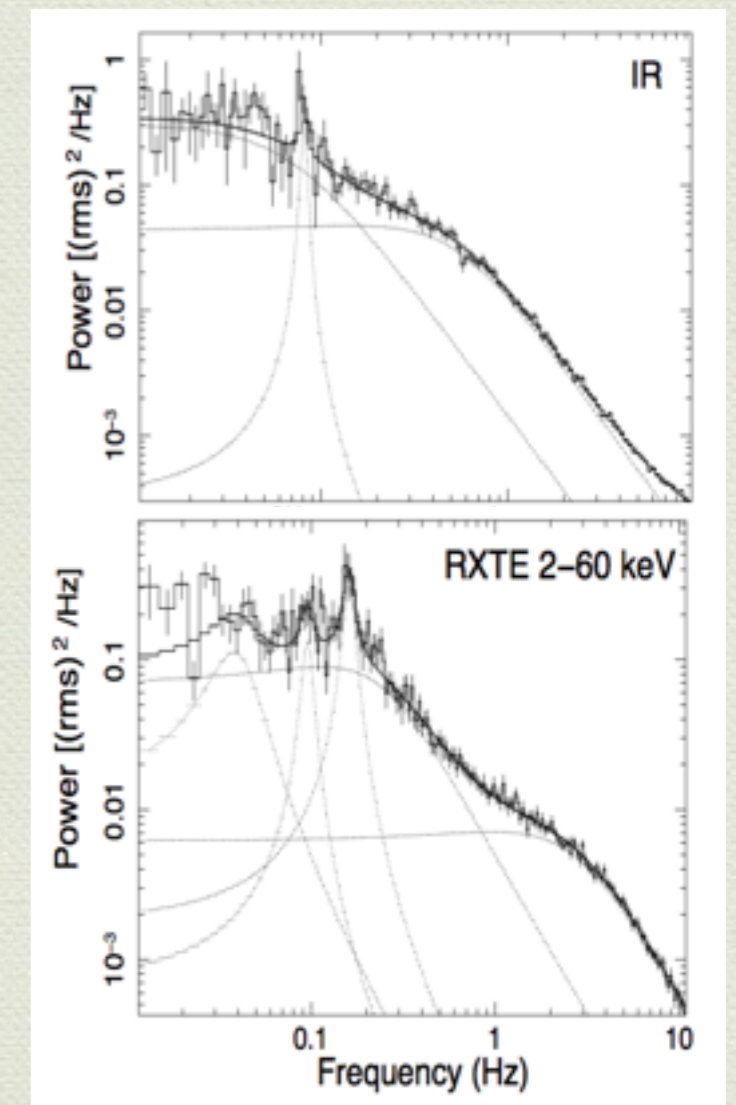 IR
Power [(rms)² /Hz]
1
0.1
0.01
10⁻³
RXTE 2–60 keV
Power [(rms)² /Hz]
0.1
0.01
10⁻³
0.1 1 10
Frequency (Hz)